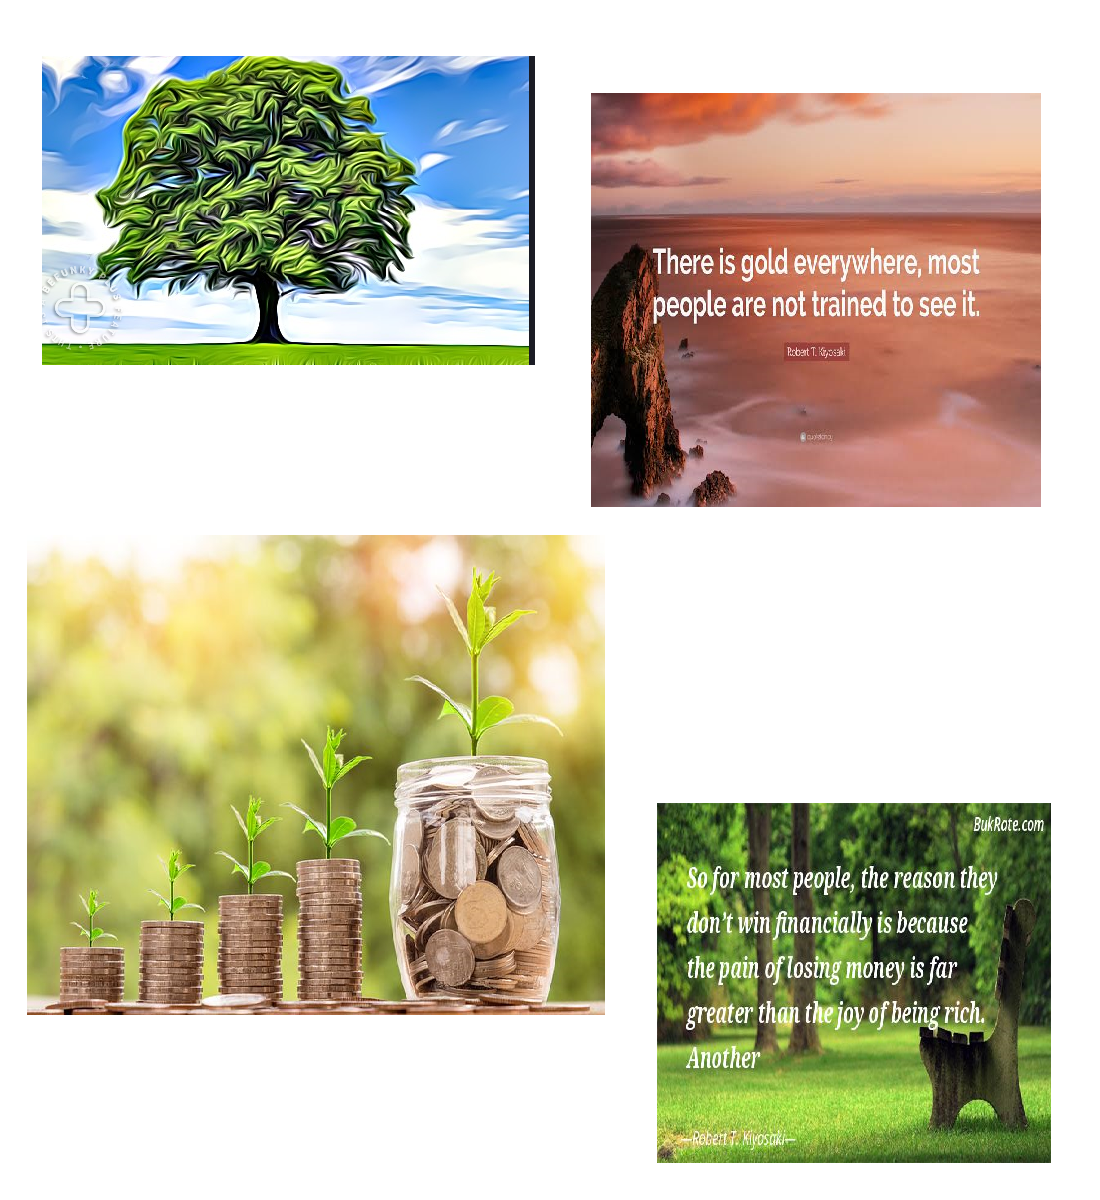 There is gold everywhere, most
people are not trained to see it.
Robert T. Kiyosaki
BukRate.com
So for most people, the reason they
don't win financially is because
the pain of losing money is far
greater than the joy of being rich.
Another
—Robert T. Kiyosaki—